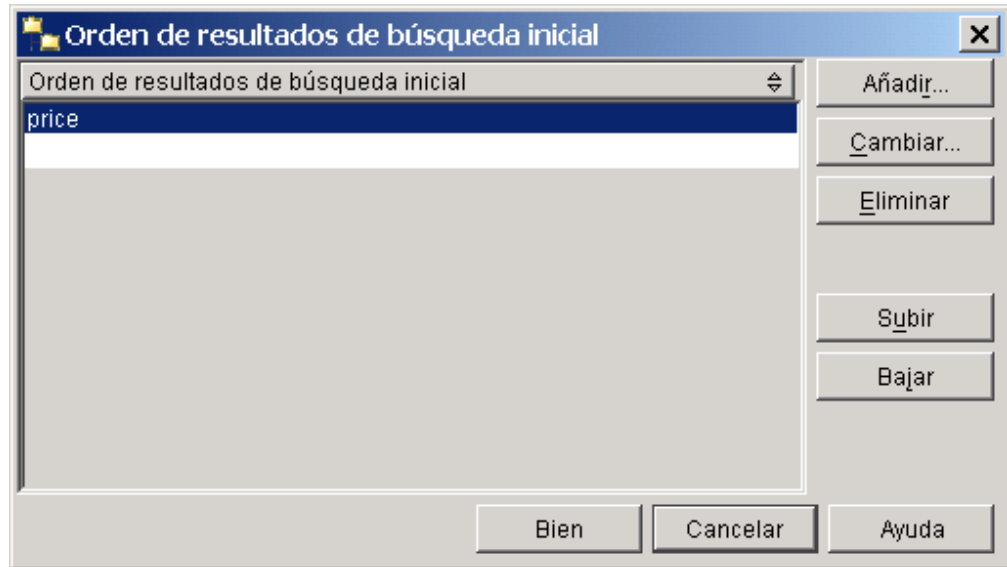 Orden de resultados de búsqueda inicial
Orden de resultados de búsqueda inicial
price
Añadir...
Cambiar...
Eliminar
Subir
Bajar
Bien
Cancelar
Ayuda